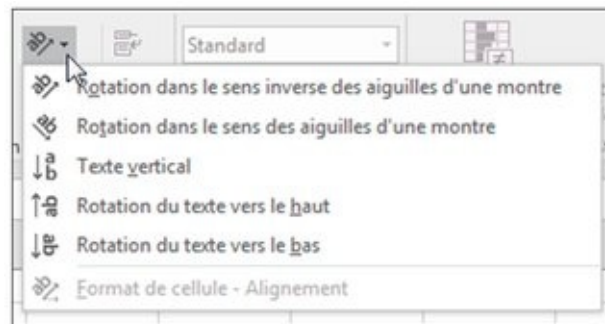 Standard
Rotation dans le sens inverse des aiguilles d'une montre
Rotation dans le sens des aiguilles d'une montre
Texte vertical
Rotation du texte vers le haut
Rotation du texte vers le bas
Format de cellule - Alignement